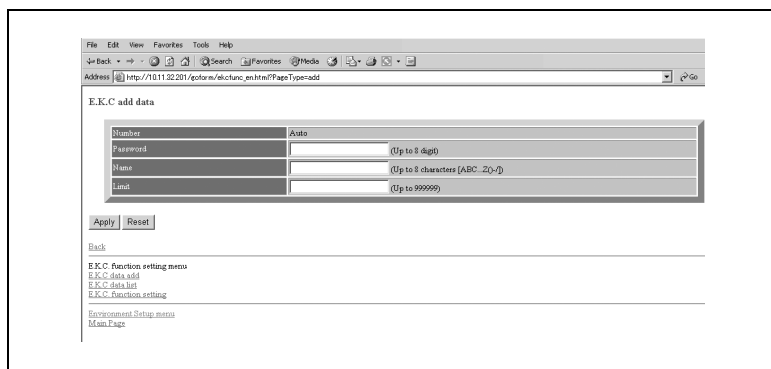 File Edit View Favorites Tools Help
Back Search Favorites Media
Address http://10.11.32.201/goform/ekcfunc_en.html?PageType=add Go
E.K.C add data
Number Auto
Password (Up to 8 digit)
Name (Up to 8 characters [ABC...Z()-/])
Limit (Up to 999999)
Apply Reset
Back
E.K.C. function setting menu
E.K.C data add
E.K.C data list
E.K.C. function setting
Environment Setup menu
Main Page